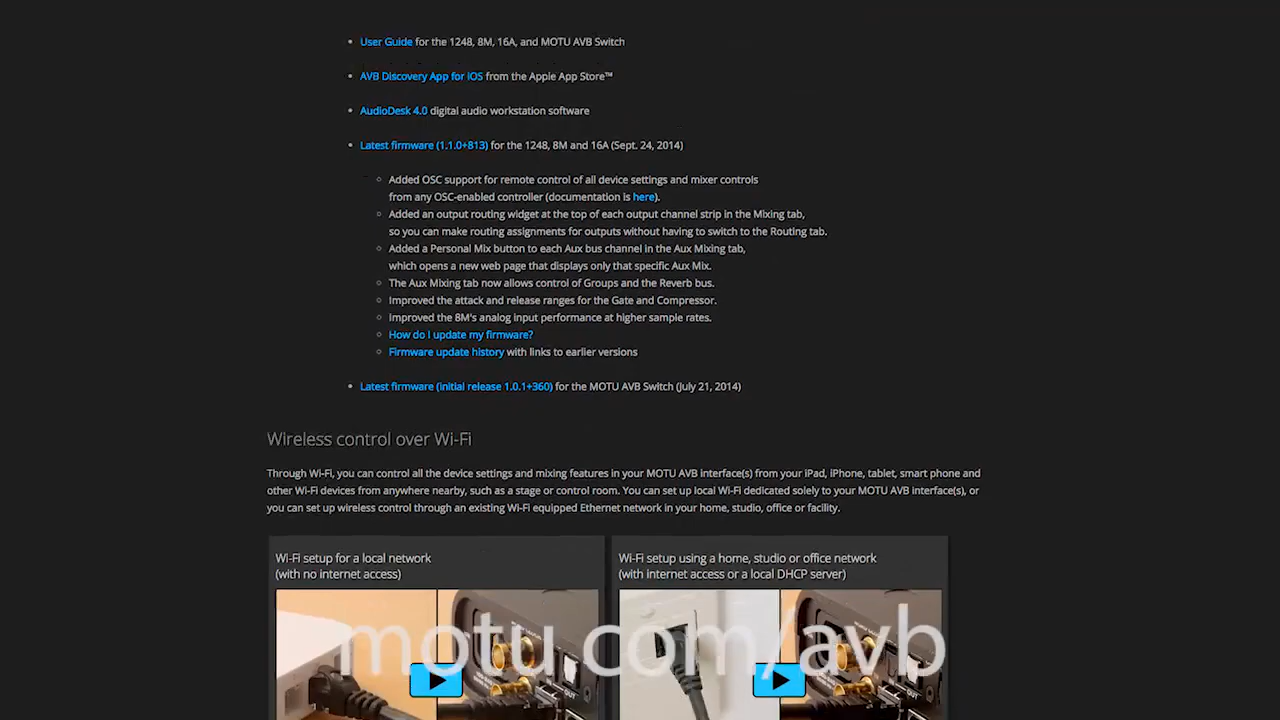 User Guide for the 1248, 8M, 16A, and MOTU AVB Switch
AVB Discovery App for iOS from the Apple App Store™
AudioDesk 4.0 digital audio workstation software
Latest firmware (1.1.0+813) for the 1248, 8M and 16A (Sept. 24, 2014)
Added OSC support for remote control of all device settings and mixer controls
from any OSC-enabled controller (documentation is here).
Added an output routing widget at the top of each output channel strip in the Mixing tab,
so you can make routing assignments for outputs without having to switch to the Routing tab.
Added a Personal Mix button to each Aux bus channel in the Aux Mixing tab,
which opens a new web page that displays only that specific Aux Mix.
The Aux Mixing tab now allows control of Groups and the Reverb bus.
Improved the attack and release ranges for the Gate and Compressor.
Improved the 8M's analog input performance at higher sample rates.
How do I update my firmware?
Firmware update history with links to earlier versions
Latest firmware (initial release 1.0.1+360) for the MOTU AVB Switch (July 21, 2014)
Wireless control over Wi-Fi
Through Wi-Fi, you can control all the device settings and mixing features in your MOTU AVB interface(s) from your iPad, iPhone, tablet, smart phone and
other Wi-Fi devices from anywhere nearby, such as a stage or control room. You can set up local Wi-Fi dedicated solely to your MOTU AVB interface(s), or
you can set up wireless control through an existing Wi-Fi equipped Ethernet network in your home, studio, office or facility.
Wi-Fi setup for a local network
(with no internet access)
Wi-Fi setup using a home, studio or office network
(with internet access or a local DHCP server)
motu.com/avb
OUT
OUT